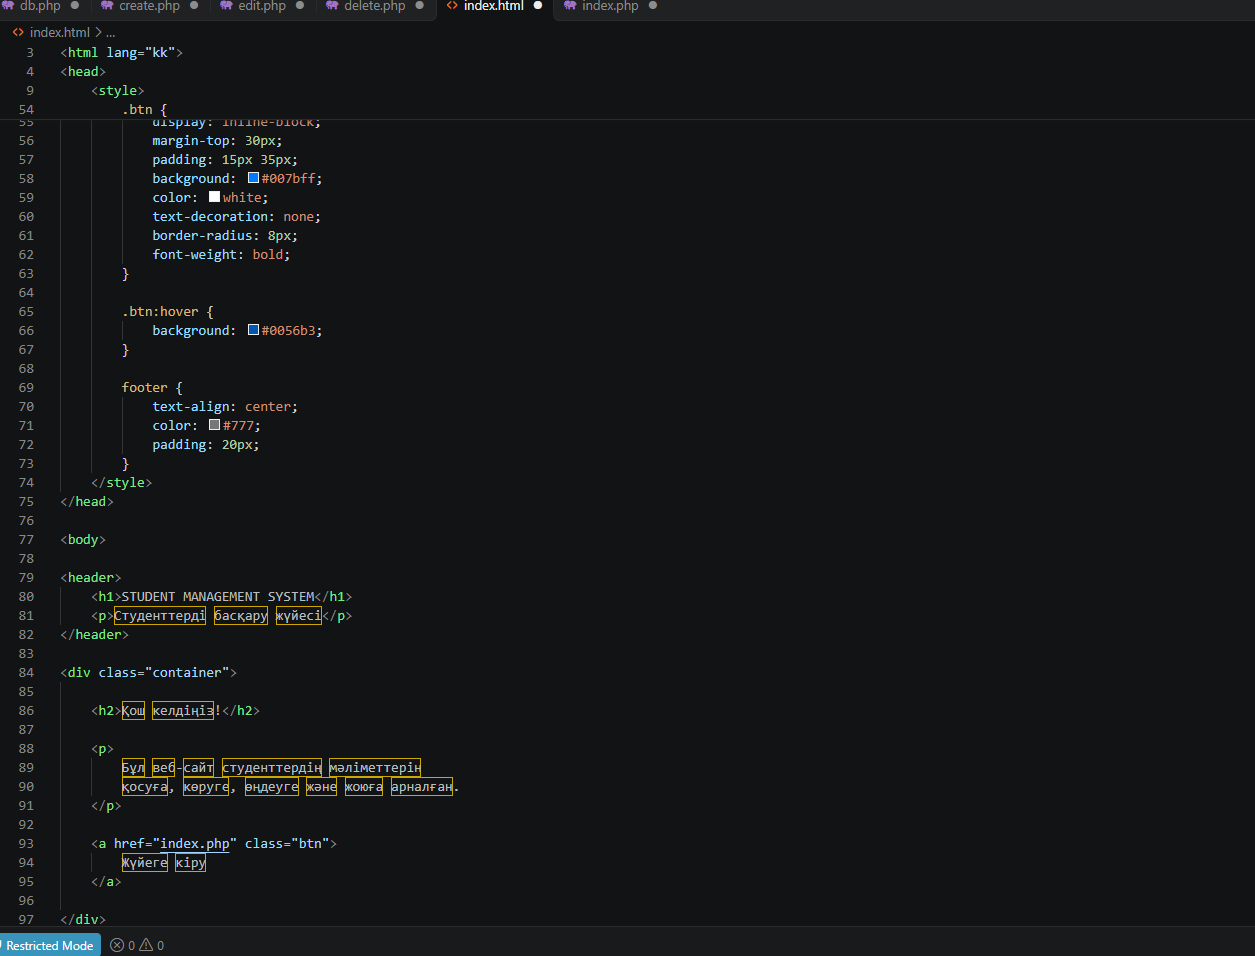 db.php create.php edit.php delete.php index.html index.php
index.html > ...
3 <html lang="kk">
4 <head>
9 <style>
54 .btn {
55 display: inline-block;
56 margin-top: 30px;
57 padding: 15px 35px;
58 background: #007bff;
59 color: white;
60 text-decoration: none;
61 border-radius: 8px;
62 font-weight: bold;
63 }
64
65 .btn:hover {
66 background: #0056b3;
67 }
68
69 footer {
70 text-align: center;
71 color: #777;
72 padding: 20px;
73 }
74 </style>
75 </head>
76
77 <body>
78
79 <header>
80 <h1>STUDENT MANAGEMENT SYSTEM</h1>
81 <p>Студенттерді басқару жүйесі</p>
82 </header>
83
84 <div class="container">
85
86 <h2>Қош келдіңіз!</h2>
87
88 <p>
89 Бұл веб-сайт студенттердің мәліметтерін
90 қосуға, көруге, өңдеуге және жоюға арналған.
91 </p>
92
93 <a href="index.php" class="btn">
94 Жүйеге кіру
95 </a>
96
97 </div>
Restricted Mode 0 0